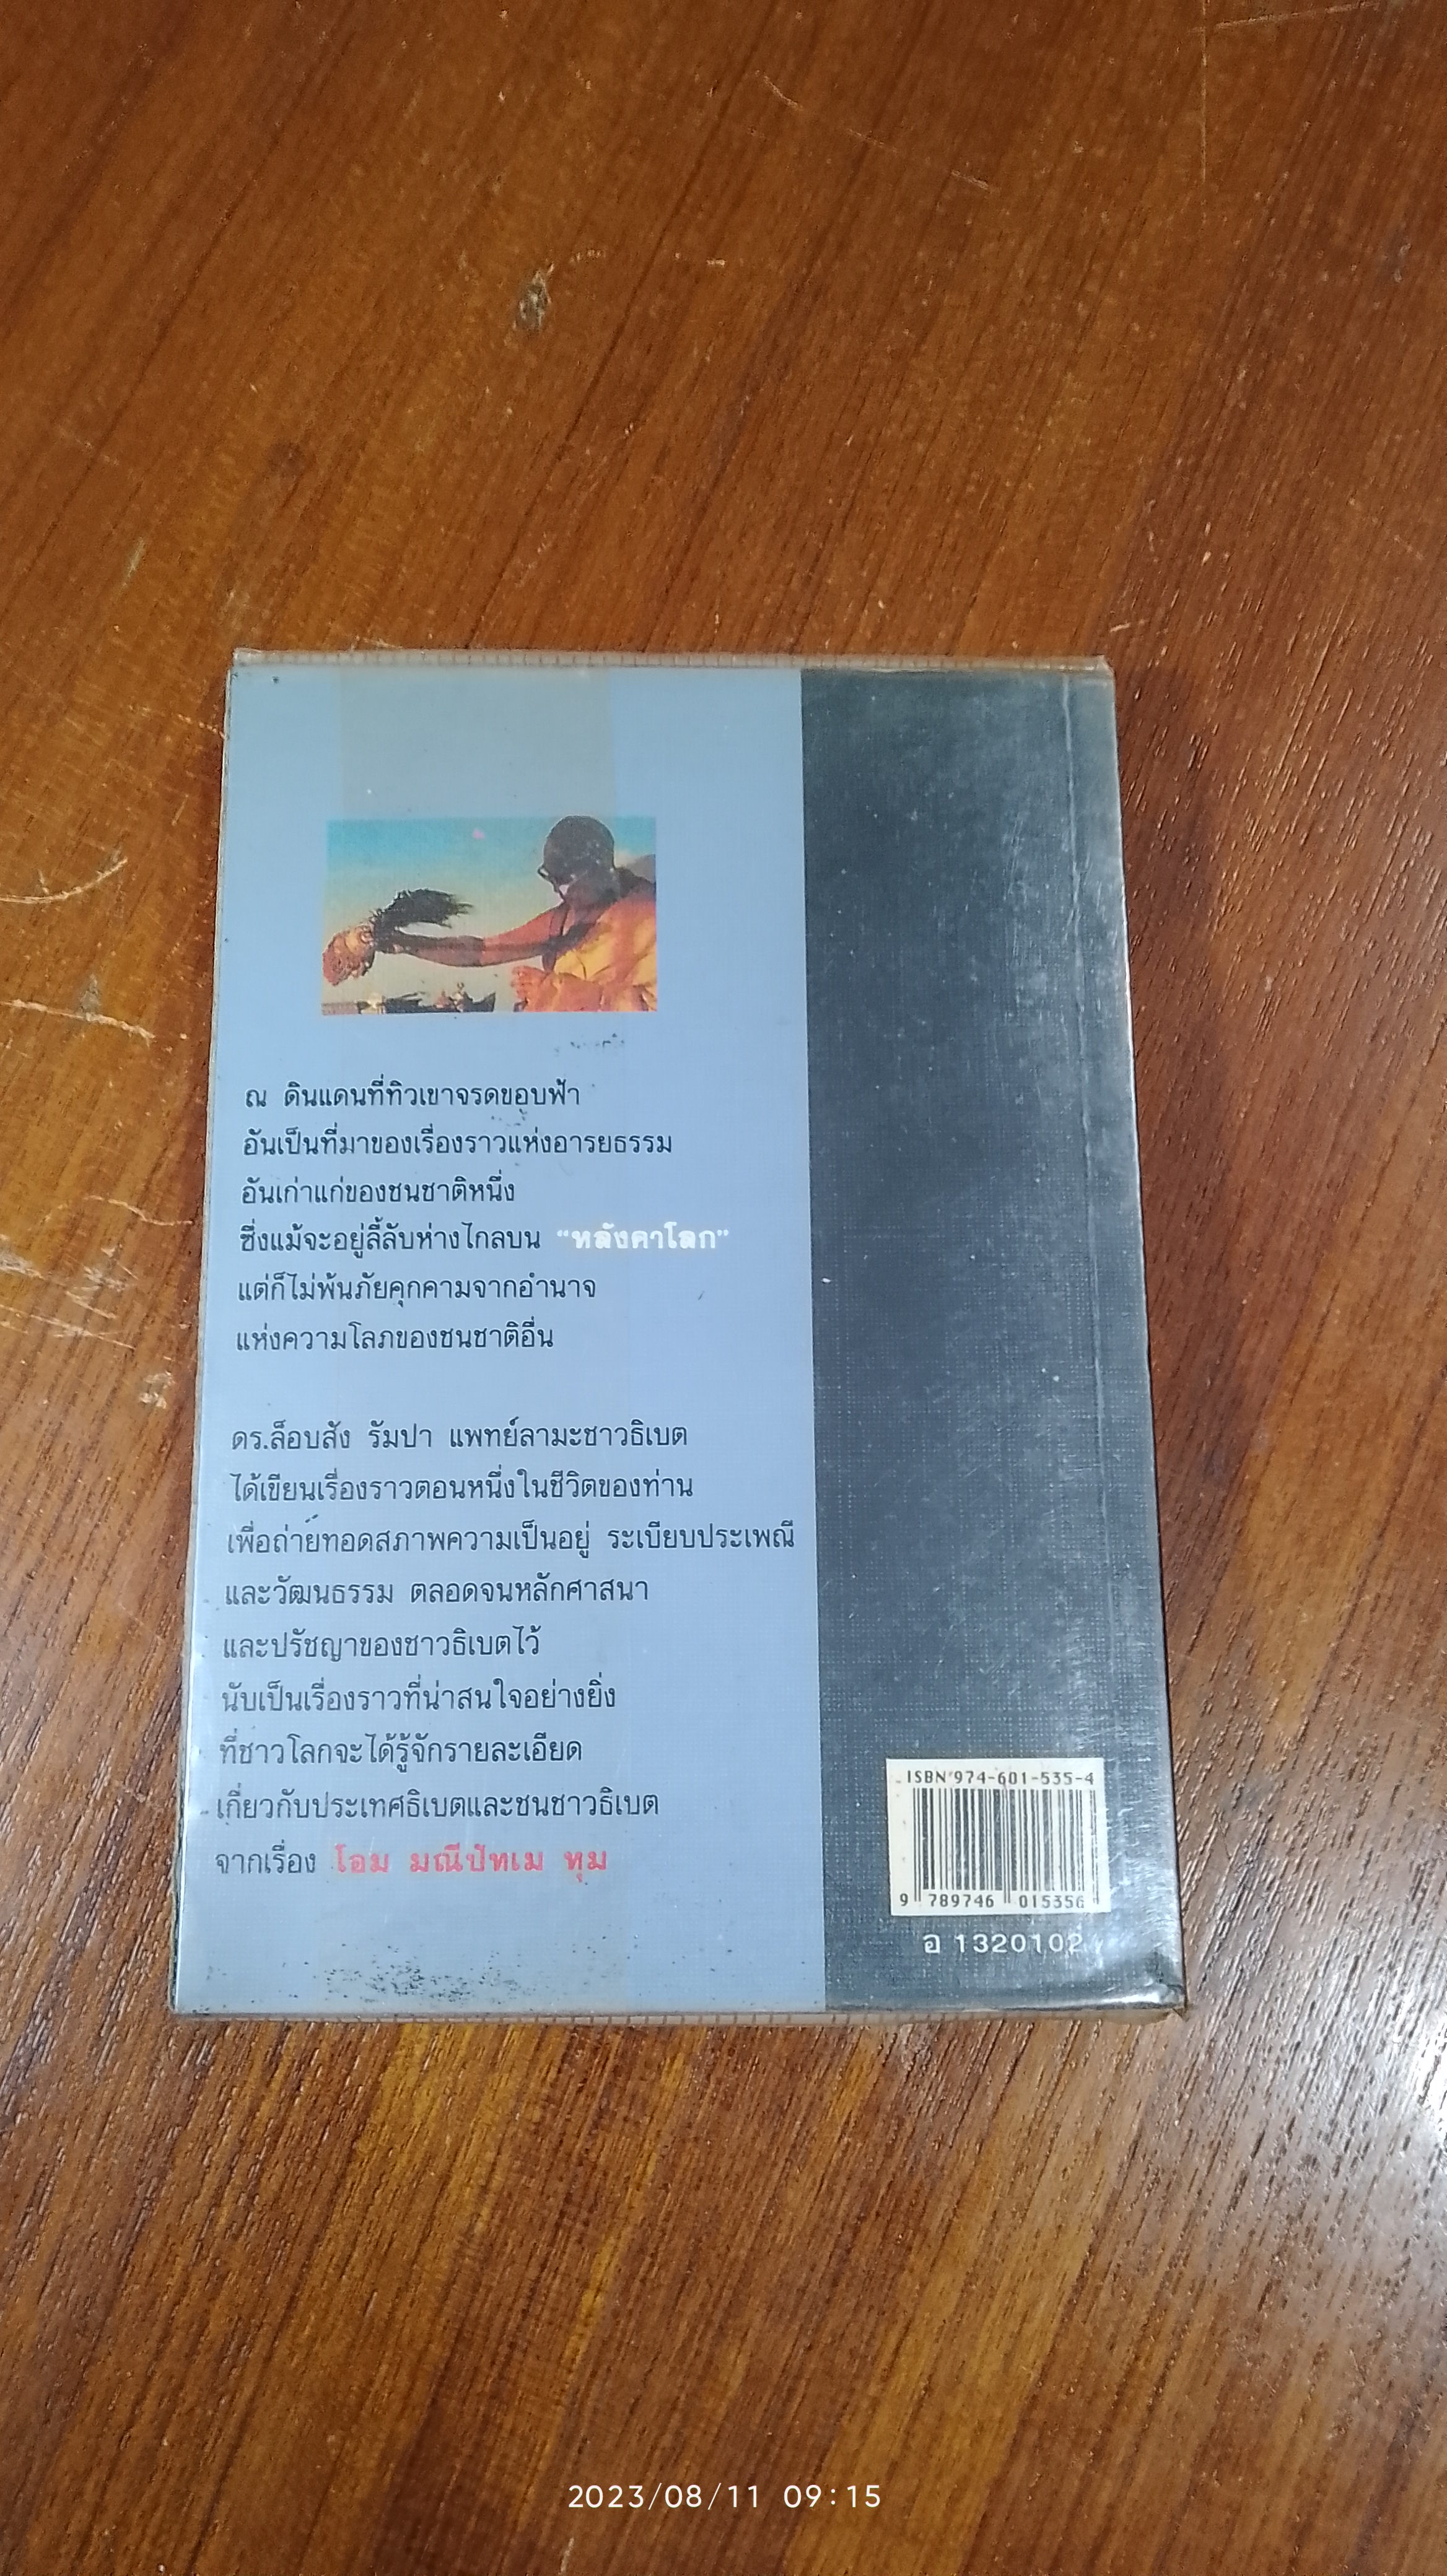 ณ ดินแดนที่ทิวเขาจรดขอบฟ้า
อันเป็นที่มาของเรื่องราวแห่งอารยธรรม
อันเก่าแก่ของชนชาติหนึ่ง
ซึ่งแม้จะอยู่ลี้ลับห่างไกลบน “หลังคาโลก”
แต่ก็ไม่พ้นภัยคุกคามจากอำนาจ
แห่งความโลภของชนชาติอื่น
ดร.ล็อบสัง รัมปา แพทย์ลามะชาวธิเบต
ได้เขียนเรื่องราวตอนหนึ่งในชีวิตของท่าน
เพื่อถ่ายทอดสภาพความเป็นอยู่ ระเบียบประเพณี
และวัฒนธรรม ตลอดจนหลักศาสนา
และปรัชญาของชาวธิเบตไว้
นับเป็นเรื่องราวที่น่าสนใจอย่างยิ่ง
ที่ชาวโลกจะได้รู้จักรายละเอียด
เกี่ยวกับประเทศธิเบตและชนชาวธิเบต
จากเรื่อง โอม มณีปัทเม หุม
ISBN 974-601-535-4
9 789746 015356
อ 1320102
2023/08/11 09:15